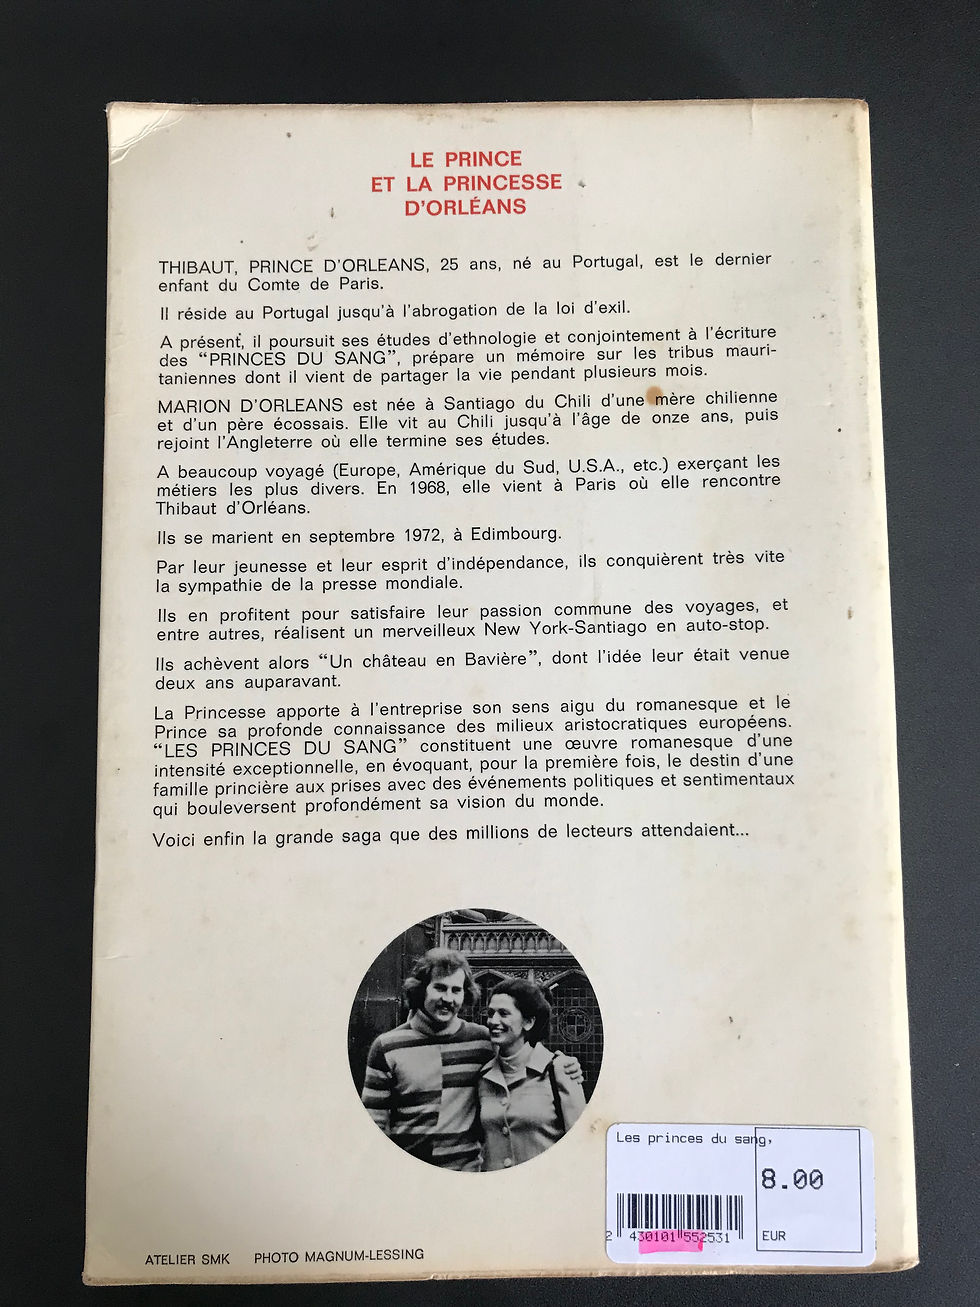 LE PRINCE
ET LA PRINCESSE
D'ORLÉANS
THIBAUT, PRINCE D'ORLEANS, 25 ans, né au Portugal, est le dernier
enfant du Comte de Paris.
Il réside au Portugal jusqu'à l'abrogation de la loi d'exil.
A présent, il poursuit ses études d'ethnologie et conjointement à l'écriture
des “PRINCES DU SANG”, prépare un mémoire sur les tribus mauri-
taniennes dont il vient de partager la vie pendant plusieurs mois.
MARION D'ORLEANS est née à Santiago du Chili d'une mère chilienne
et d'un père écossais. Elle vit au Chili jusqu'à l'âge de onze ans, puis
rejoint l'Angleterre où elle termine ses études.
A beaucoup voyagé (Europe, Amérique du Sud, U.S.A., etc.) exerçant les
métiers les plus divers. En 1968, elle vient à Paris où elle rencontre
Thibaut d'Orléans.
Ils se marient en septembre 1972, à Edimbourg.
Par leur jeunesse et leur esprit d'indépendance, ils conquièrent très vite
la sympathie de la presse mondiale.
Ils en profitent pour satisfaire leur passion commune des voyages, et
entre autres, réalisent un merveilleux New York-Santiago en auto-stop.
Ils achèvent alors “Un château en Bavière”, dont l'idée leur était venue
deux ans auparavant.
La Princesse apporte à l'entreprise son sens aigu du romanesque et le
Prince sa profonde connaissance des milieux aristocratiques européens.
“LES PRINCES DU SANG” constituent une œuvre romanesque d'une
intensité exceptionnelle, en évoquant, pour la première fois, le destin d'une
famille princière aux prises avec des événements politiques et sentimentaux
qui bouleversent profondément sa vision du monde.
Voici enfin la grande saga que des millions de lecteurs attendaient...
Les princes du sang,
8.00
2 430101 552531
EUR
ATELIER SMK PHOTO MAGNUM-LESSING